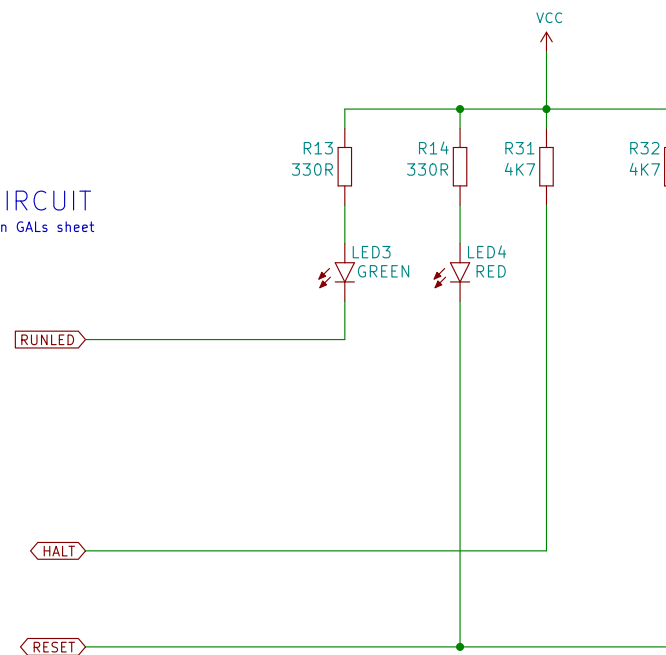 VCC
R13
330R
R14
330R
R31
4K7
R32
4K7
IRCUIT
n GALs sheet
LED3
GREEN
LED4
RED
RUNLED
HALT
RESET